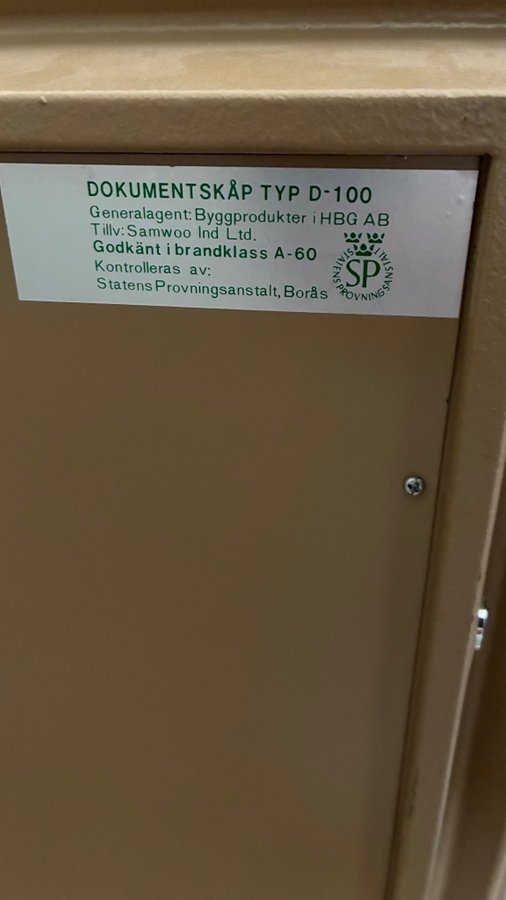 DOKUMENTSKÅP TYP D-100
Generalagent: Byggprodukter i HBG AB
Tillv: Samwoo Ind Ltd.
Godkänt i brandklass A-60
Kontrolleras av:
Statens Provningsanstalt, Borås
STATENS PROVNINGSANSTALT
SP